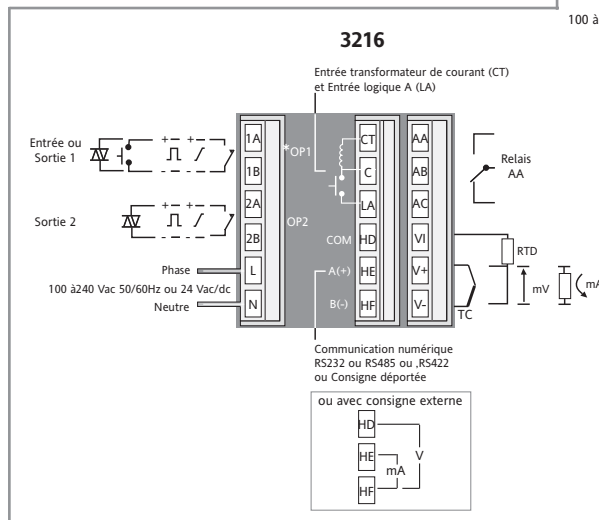 100 à
3216
Entrée transformateur de courant (CT)
et Entrée logique A (LA)
Entrée ou
Sortie 1
+ - + -
1A
*OP1
1B
CT
C
LA
AA
AB
AC
Relais
AA
Sortie 2
+ - + -
2A
OP2
2B
COM
HD
VI
RTD
Phase
L
A(+)
HE
V+
100 à240 Vac 50/60Hz ou 24 Vac/dc
mV
mA
Neutre
N
B(-)
HF
V-
TC
Communication numérique
RS232 ou RS485 ou ,RS422
ou Consigne déportée
ou avec consigne externe
HD
HE
V
mA
HF